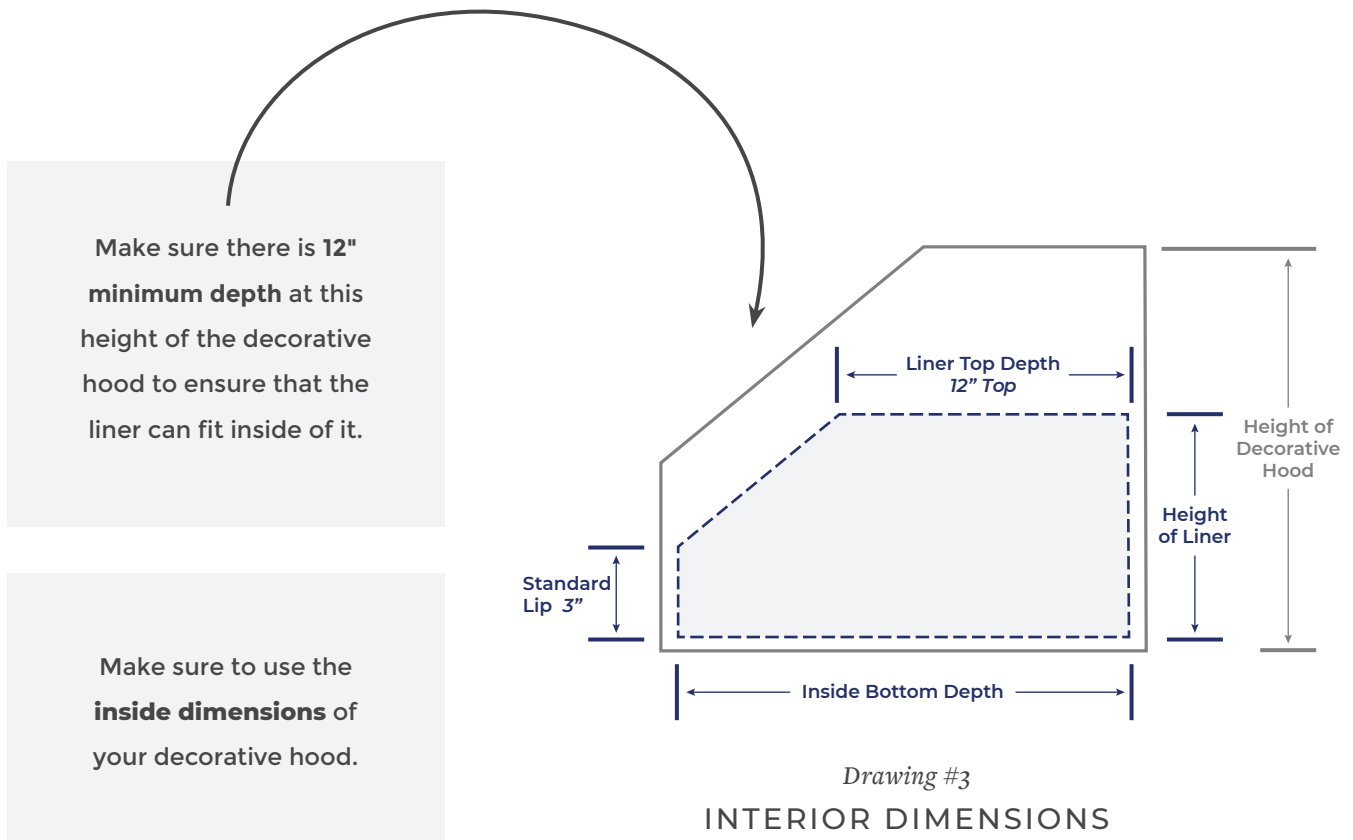 Make sure there is 12"
minimum depth at this
height of the decorative
hood to ensure that the
liner can fit inside of it.
Make sure to use the
inside dimensions of
your decorative hood.
Liner Top Depth
12” Top
Height of
Decorative
Hood
Height
of Liner
Standard
Lip 3”
Inside Bottom Depth
Drawing #3
INTERIOR DIMENSIONS